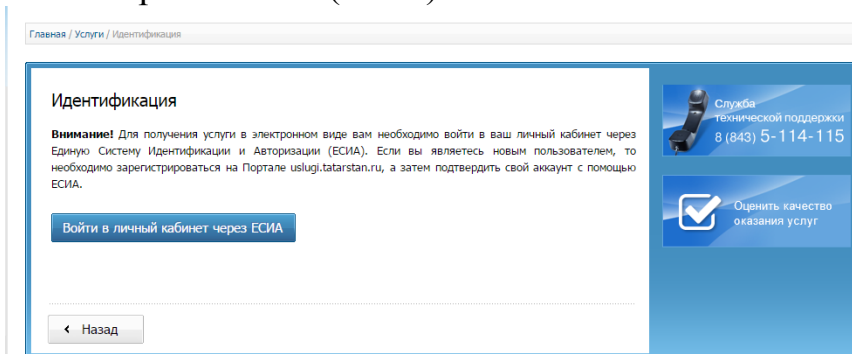 Главная / Услуги / Идентификация
Идентификация
Внимание! Для получения услуги в электронном виде вам необходимо войти в ваш личный кабинет через
Единую Систему Идентификации и Авторизации (ЕСИА). Если вы являетесь новым пользователем, то
необходимо зарегистрироваться на Портале uslugi.tatarstan.ru, а затем подтвердить свой аккаунт с помощью
ЕСИА.
Войти в личный кабинет через ЕСИА
Назад
Служба
технической поддержки
8 (843) 5-114-115
Оценить качество
оказания услуг